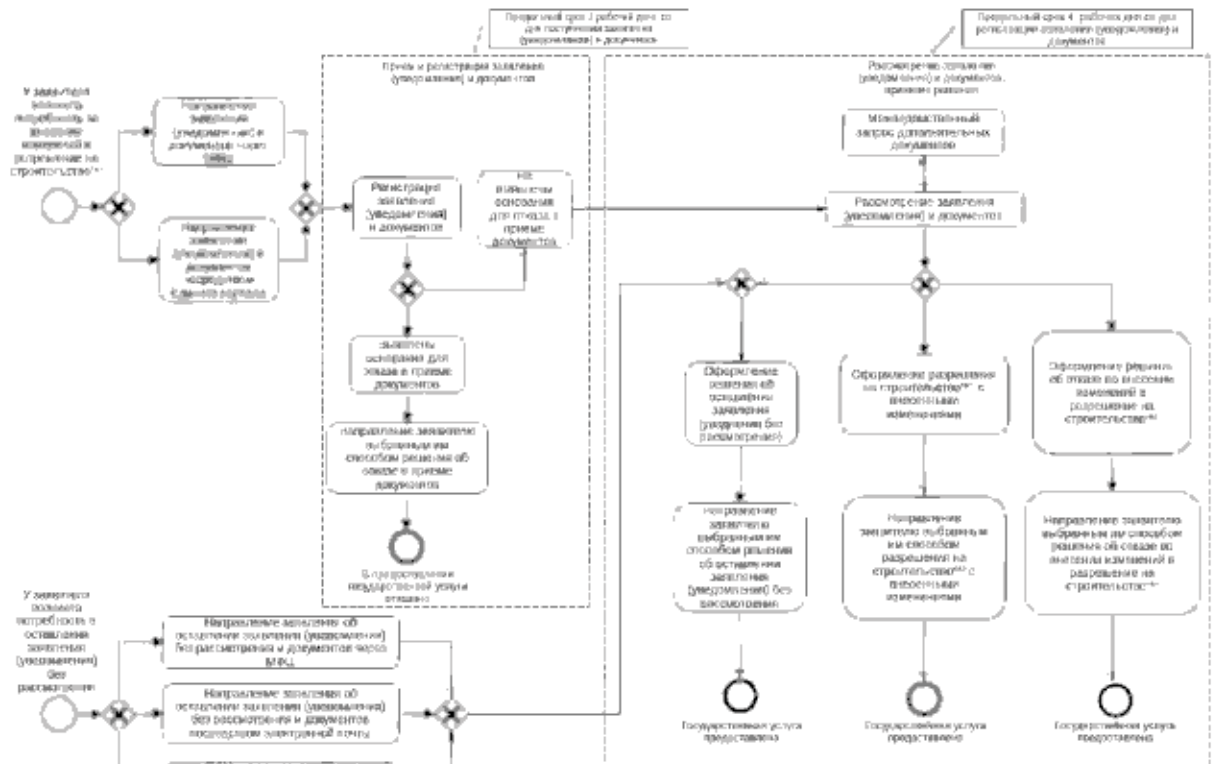 Предельный срок 1 рабочий день со
дня поступления заявления
(уведомления) и документов
Предельный срок 4 рабочих дня со дня
регистрации заявления (уведомления) и
документов
Прием и регистрация заявления
(уведомления) и документов
Рассмотрение заявления
(уведомления) и документов,
принятие решения
У заявителя
возникла
потребность во
внесении
изменений в
разрешение на
строительство
Направление
заявления
(уведомления) и
документов через
МФЦ
Направление
заявления
(уведомления) и
документов
посредством
Единого портала
Регистрация
заявления
(уведомления)
и документов
Не
выявлены
основания
для отказа в
приеме
документов
Межведомственный
запрос дополнительных
документов
Рассмотрение заявления
(уведомления) и документов
Выявлены
основания для
отказа в приеме
документов
Направление заявителю
выбранным им
способом решения об
отказе в приеме
документов
В предоставлении
государственной услуги
отказано
Оформление
решения об
оставлении
заявления
(уведомления) без
рассмотрения
Оформление разрешения
на строительство с
внесенными
изменениями
Оформление решения
об отказе во внесении
изменений в
разрешение на
строительство
Направление
заявителю
выбранным им
способом решения
об оставлении
заявления
(уведомления) без
рассмотрения
Направление
заявителю выбранным
им способом
разрешения на
строительство с
внесенными
изменениями
Направление заявителю
выбранным им способом
решения об отказе во
внесении изменений в
разрешение на
строительство
У заявителя
возникла
потребность в
оставлении
заявления
(уведомления)
без
рассмотрения
Направление заявления об
оставлении заявления (уведомления)
без рассмотрения и документов через
МФЦ
Направление заявления об
оставлении заявления (уведомления)
без рассмотрения и документов
посредством электронной почты
Государственная услуга
предоставлена
Государственная услуга
предоставлена
Государственная услуга
предоставлена